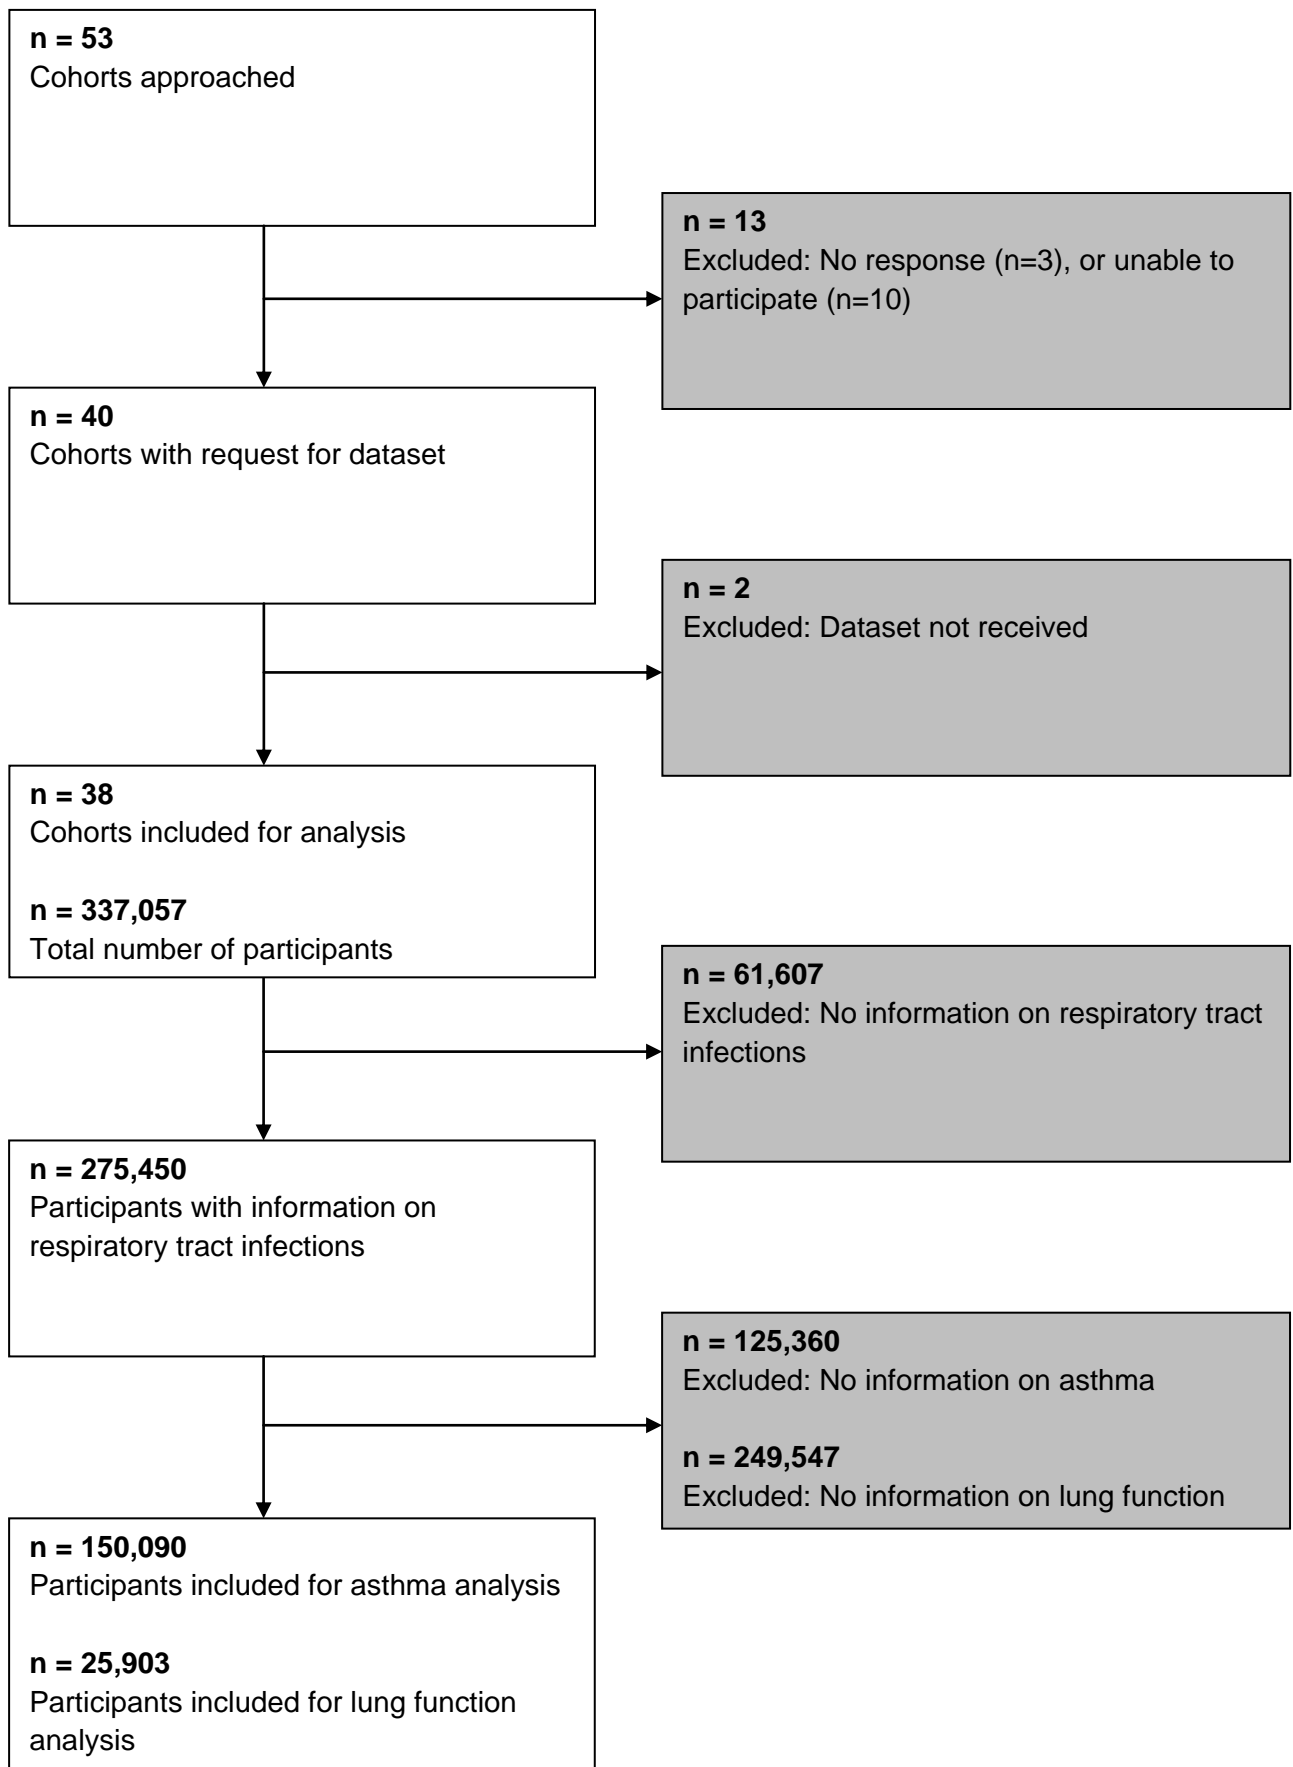 n = 53
Cohorts approached
n = 13
Excluded: No response (n=3), or unable to
participate (n=10)
n = 40
Cohorts with request for dataset
n = 2
Excluded: Dataset not received
n = 38
Cohorts included for analysis
n = 337,057
Total number of participants
n = 61,607
Excluded: No information on respiratory tract
infections
n = 275,450
Participants with information on
respiratory tract infections
n = 125,360
Excluded: No information on asthma
n = 249,547
Excluded: No information on lung function
n = 150,090
Participants included for asthma analysis
n = 25,903
Participants included for lung function
analysis